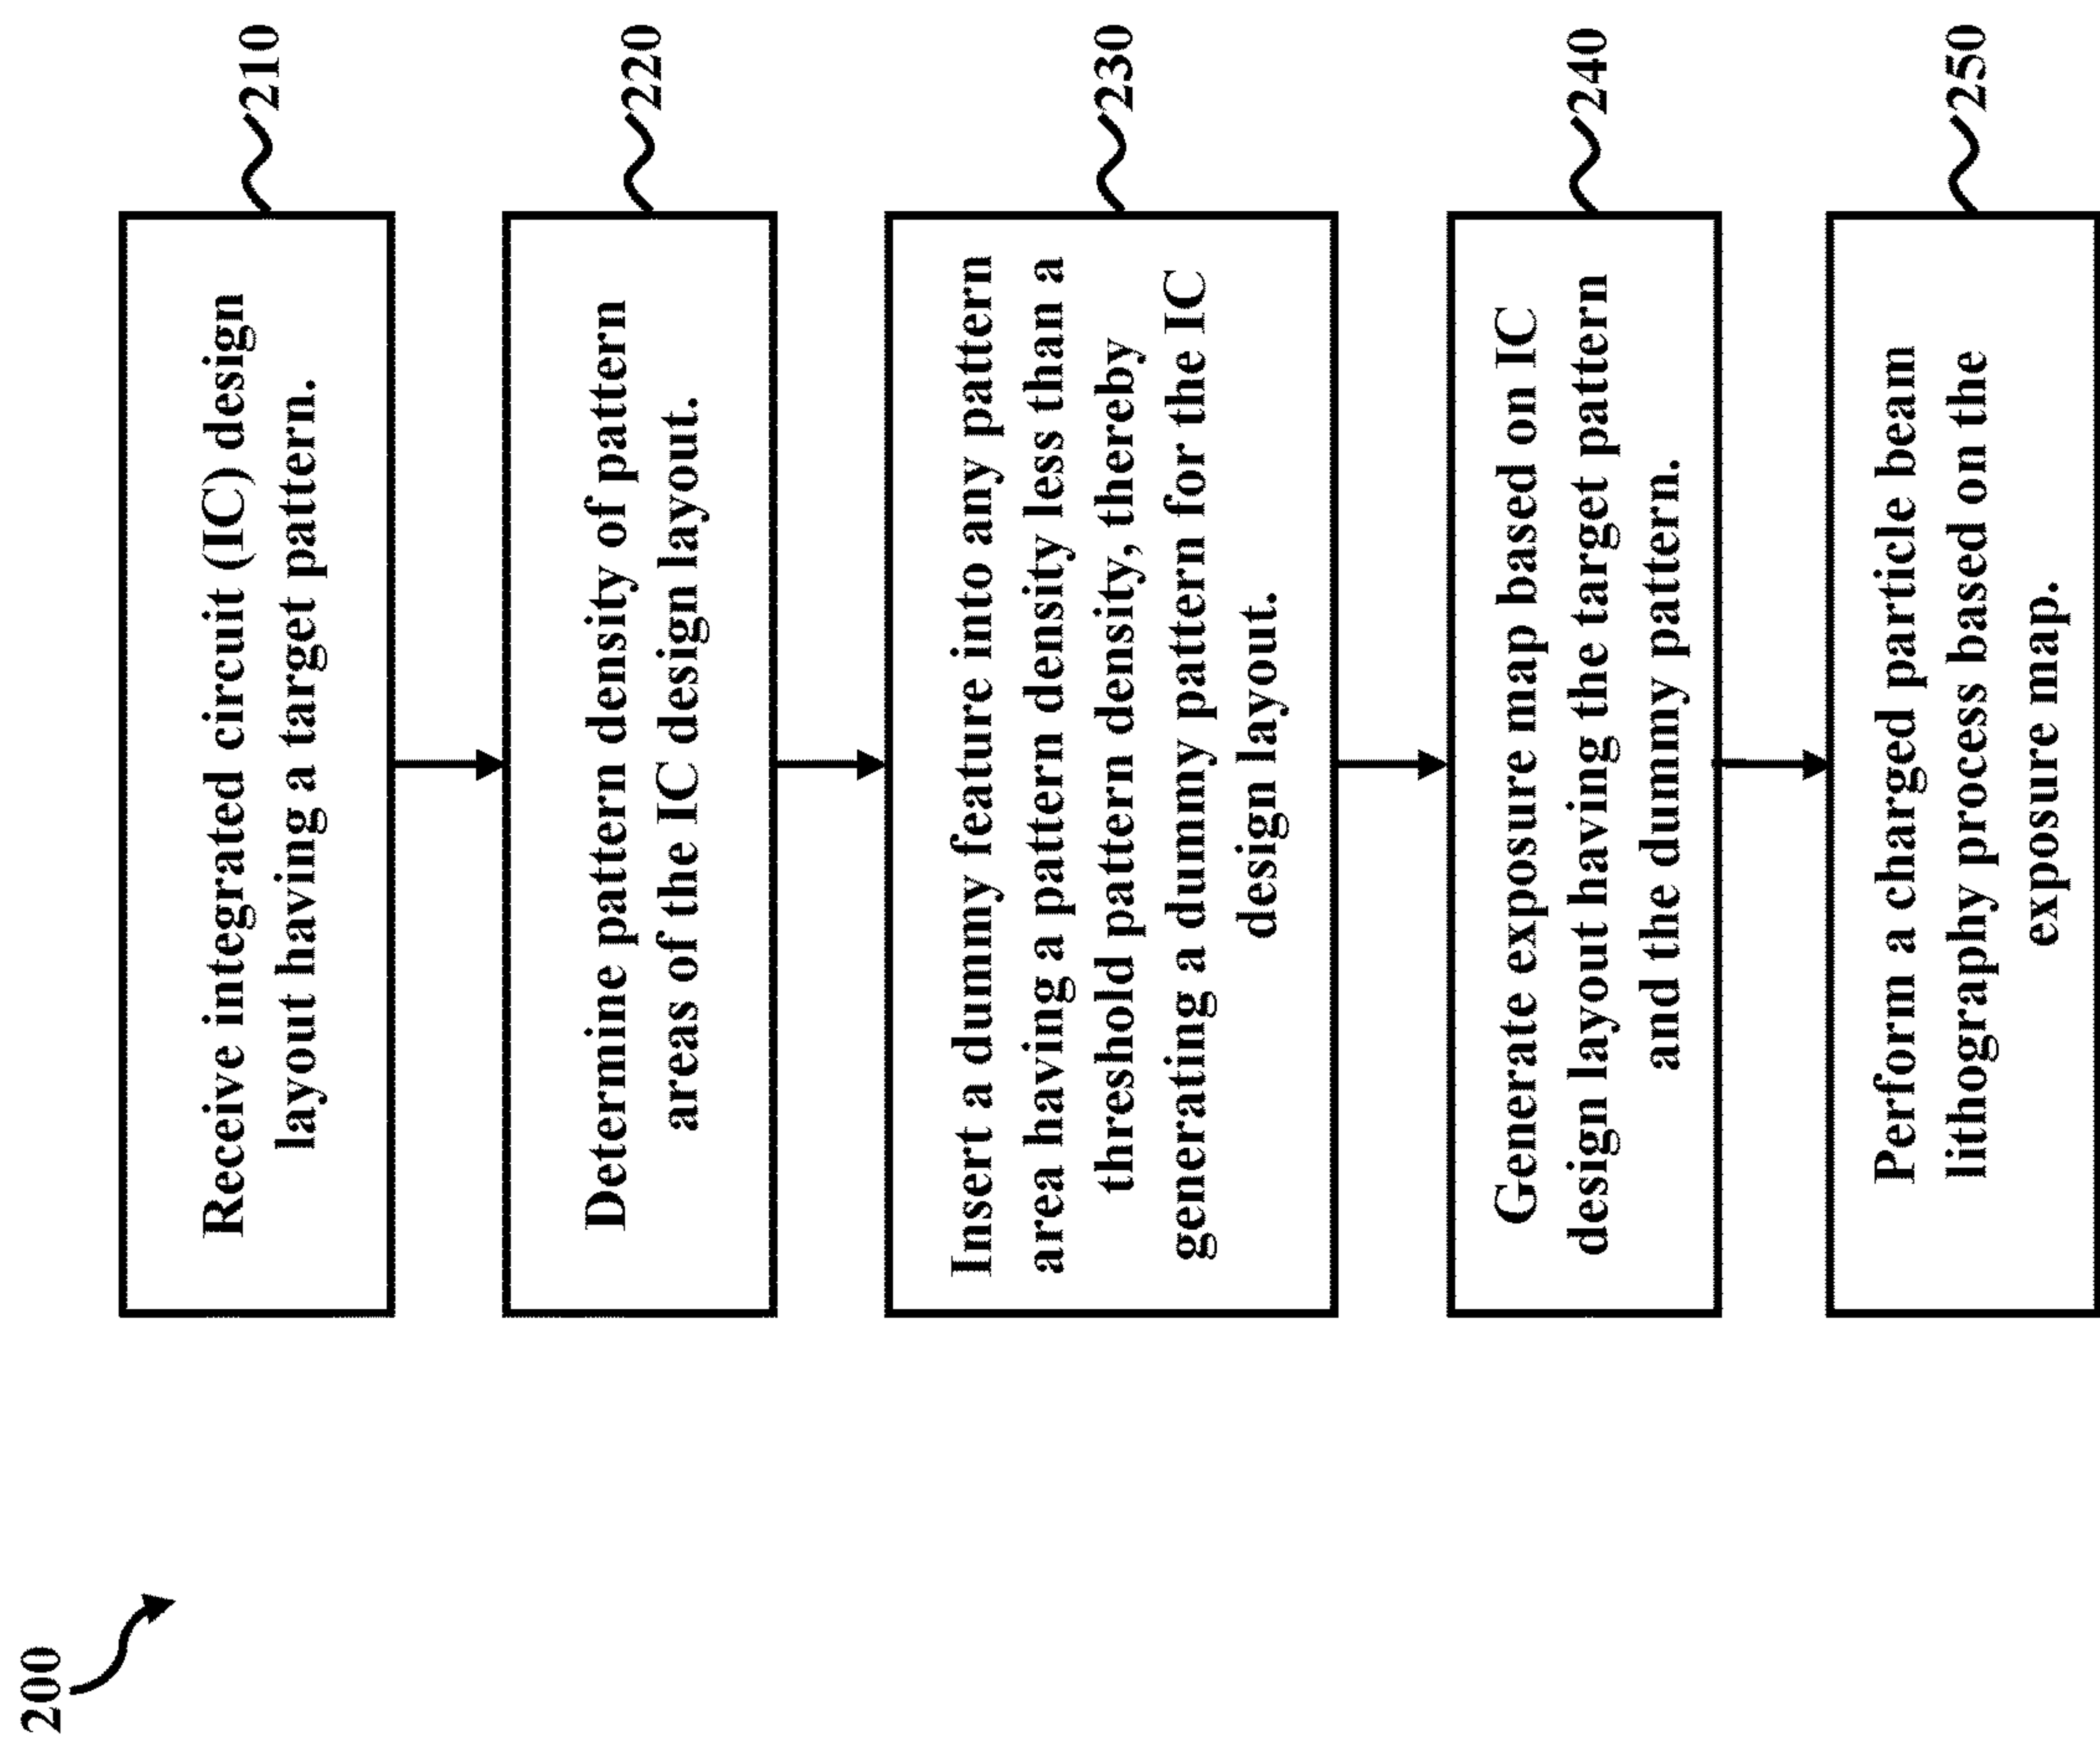 200
Receive integrated circuit (IC) design
layout having a target pattern.
210
Determine pattern density of pattern
areas of the IC design layout.
220
Insert a dummy feature into any pattern
area having a pattern density less than a
threshold pattern density, thereby
generating a dummy pattern for the IC
design layout.
230
Generate exposure map based on IC
design layout having the target pattern
and the dummy pattern.
240
Perform a charged particle beam
lithography process based on the
exposure map.
250